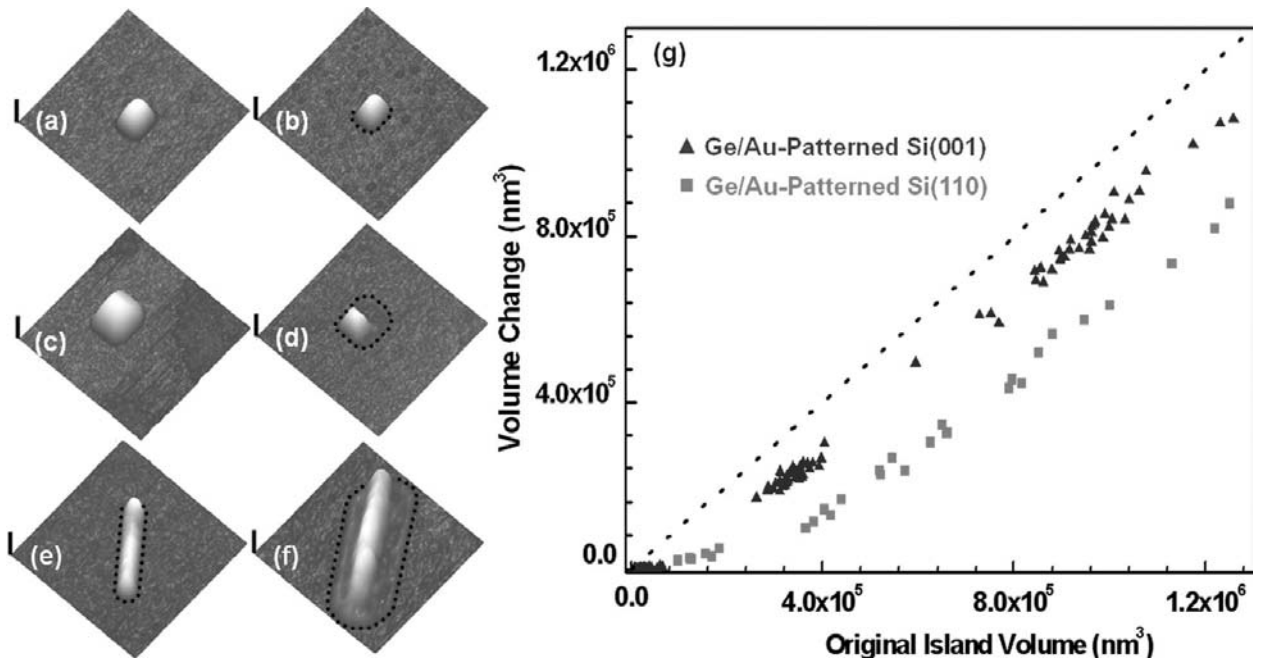 (a)
(b)
(c)
(d)
(e)
(f)
(g)
Ge/Au-Patterned Si(001)
Ge/Au-Patterned Si(110)
Volume Change (nm³)
1.2x10⁶
8.0x10⁵
4.0x10⁵
0.0
0.0
4.0x10⁵
8.0x10⁵
1.2x10⁶
Original Island Volume (nm³)